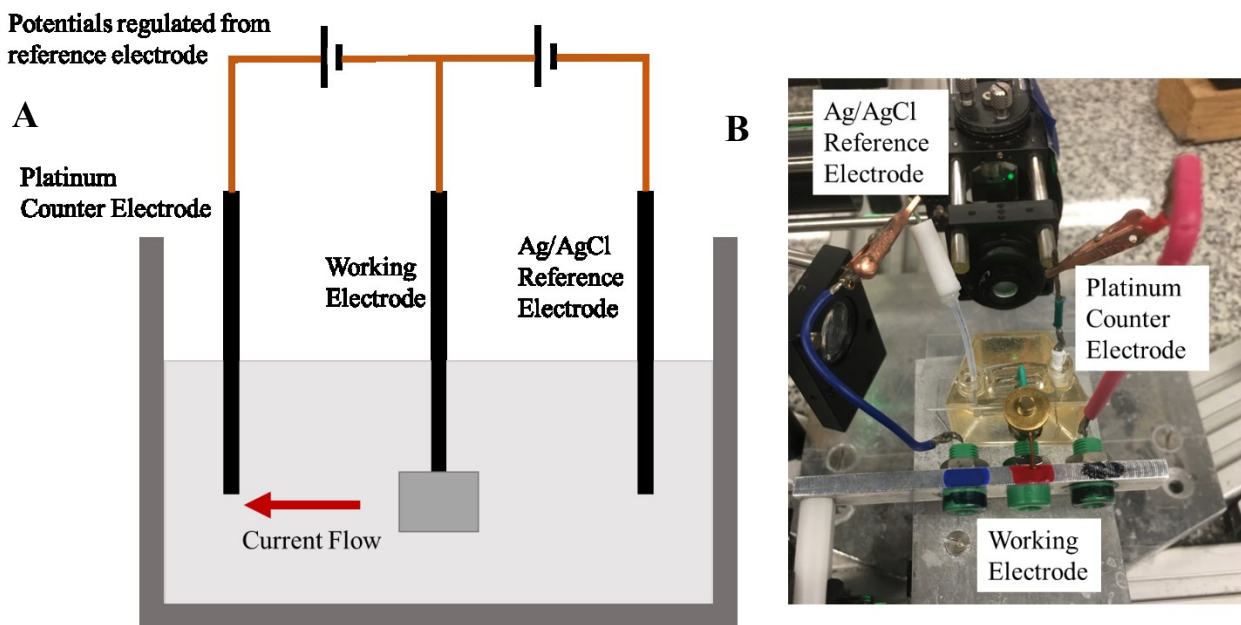 Potentials regulated from
reference electrode
A
Platinum
Counter Electrode
Working
Electrode
Ag/AgCl
Reference
Electrode
Current Flow
B
Ag/AgCl
Reference
Electrode
Platinum
Counter
Electrode
Working
Electrode